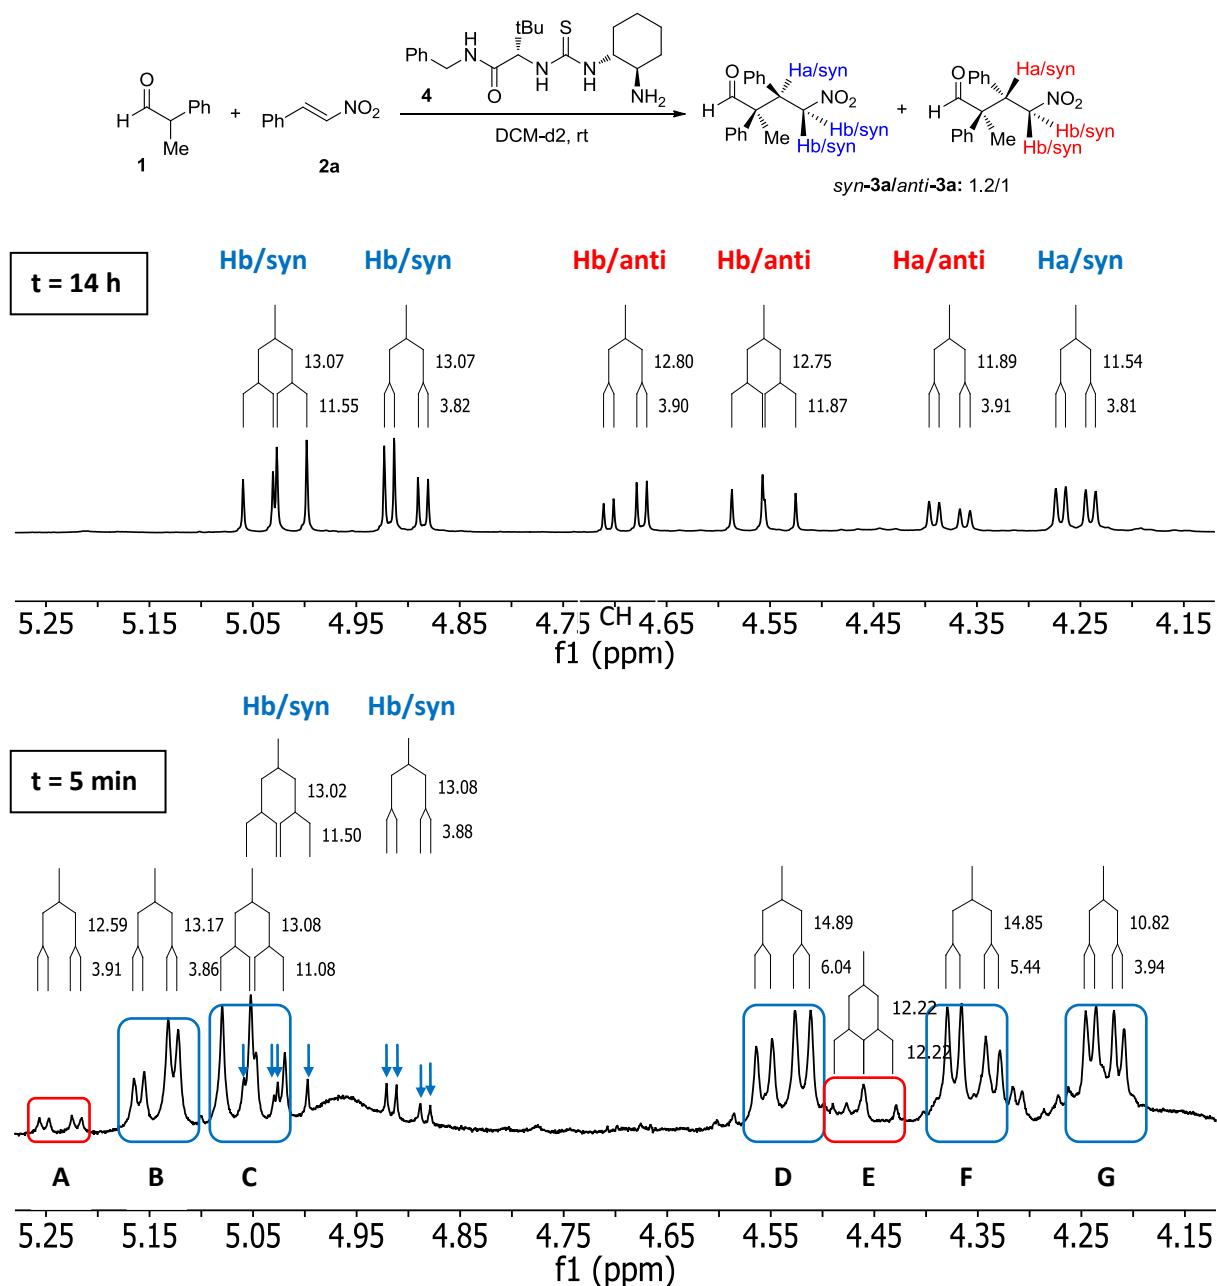 O
H
Ph
Me
1
+
Ph
NO2
2a
Ph
H
N
O
tBu
N
H
S
N
H
NH2
4
DCM-d2, rt
O
H
Ph
Ha/syn
NO2
Ph
Me
Hb/syn
Hb/syn
+
O
H
Ph
Ha/syn
NO2
Ph
Me
Hb/syn
Hb/syn
syn-3a/anti-3a: 1.2/1
t = 14 h
Hb/syn Hb/syn Hb/anti Hb/anti Ha/anti Ha/syn
13.07 13.07 12.80 12.75 11.89 11.54
11.55 3.82 3.90 11.87 3.91 3.81
5.25 5.15 5.05 4.95 4.85 4.75 CH 4.65 4.55 4.45 4.35 4.25 4.15
f1 (ppm)
Hb/syn Hb/syn
t = 5 min
13.02 13.08
11.50 3.88
12.59 13.17 13.08 14.89 14.85 10.82
3.91 3.86 11.08 6.04 5.44 3.94
12.22
12.22
A B C D E F G
5.25 5.15 5.05 4.95 4.85 4.75 4.65 4.55 4.45 4.35 4.25 4.15
f1 (ppm)